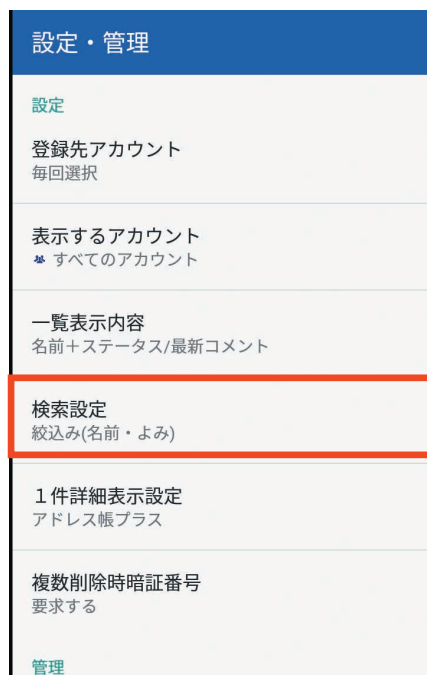 設定・管理
設定
登録先アカウント
毎回選択
表示するアカウント
すべてのアカウント
一覧表示内容
名前＋ステータス/最新コメント
検索設定
絞込み(名前・よみ)
１件詳細表示設定
アドレス帳プラス
複数削除時暗証番号
要求する
管理